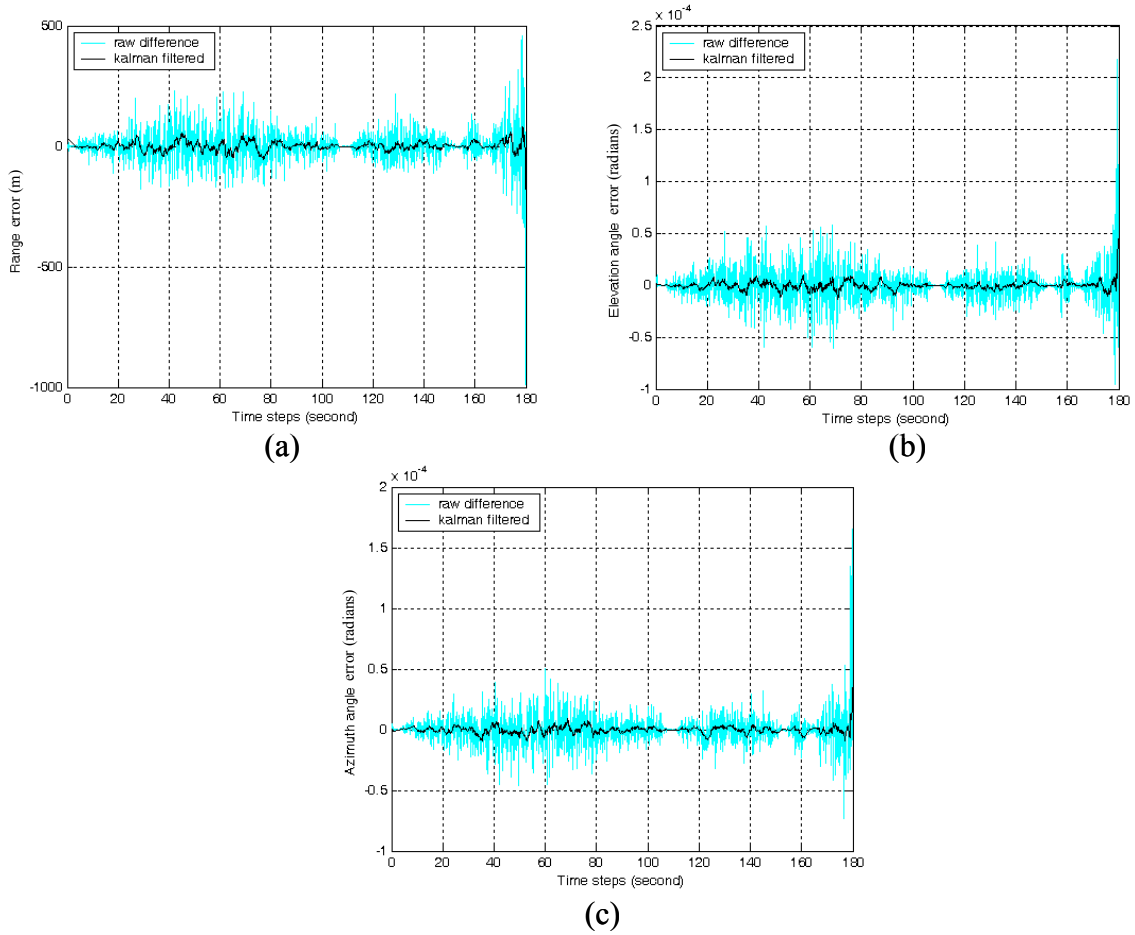 500
0
-500
-1000
raw difference
kalman filtered
Range error (m)
0 20 40 60 80 100 120 140 160 180
Time steps (second)
(a)
x 10-4
2.5
2
1.5
1
0.5
0
-0.5
-1
raw difference
kalman filtered
Elevation angle error (radians)
0 20 40 60 80 100 120 140 160 180
Time steps (second)
(b)
x 10-4
2
1.5
1
0.5
0
-0.5
-1
raw difference
kalman filtered
Azimuth angle error (radians)
0 20 40 60 80 100 120 140 160 180
Time steps (second)
(c)